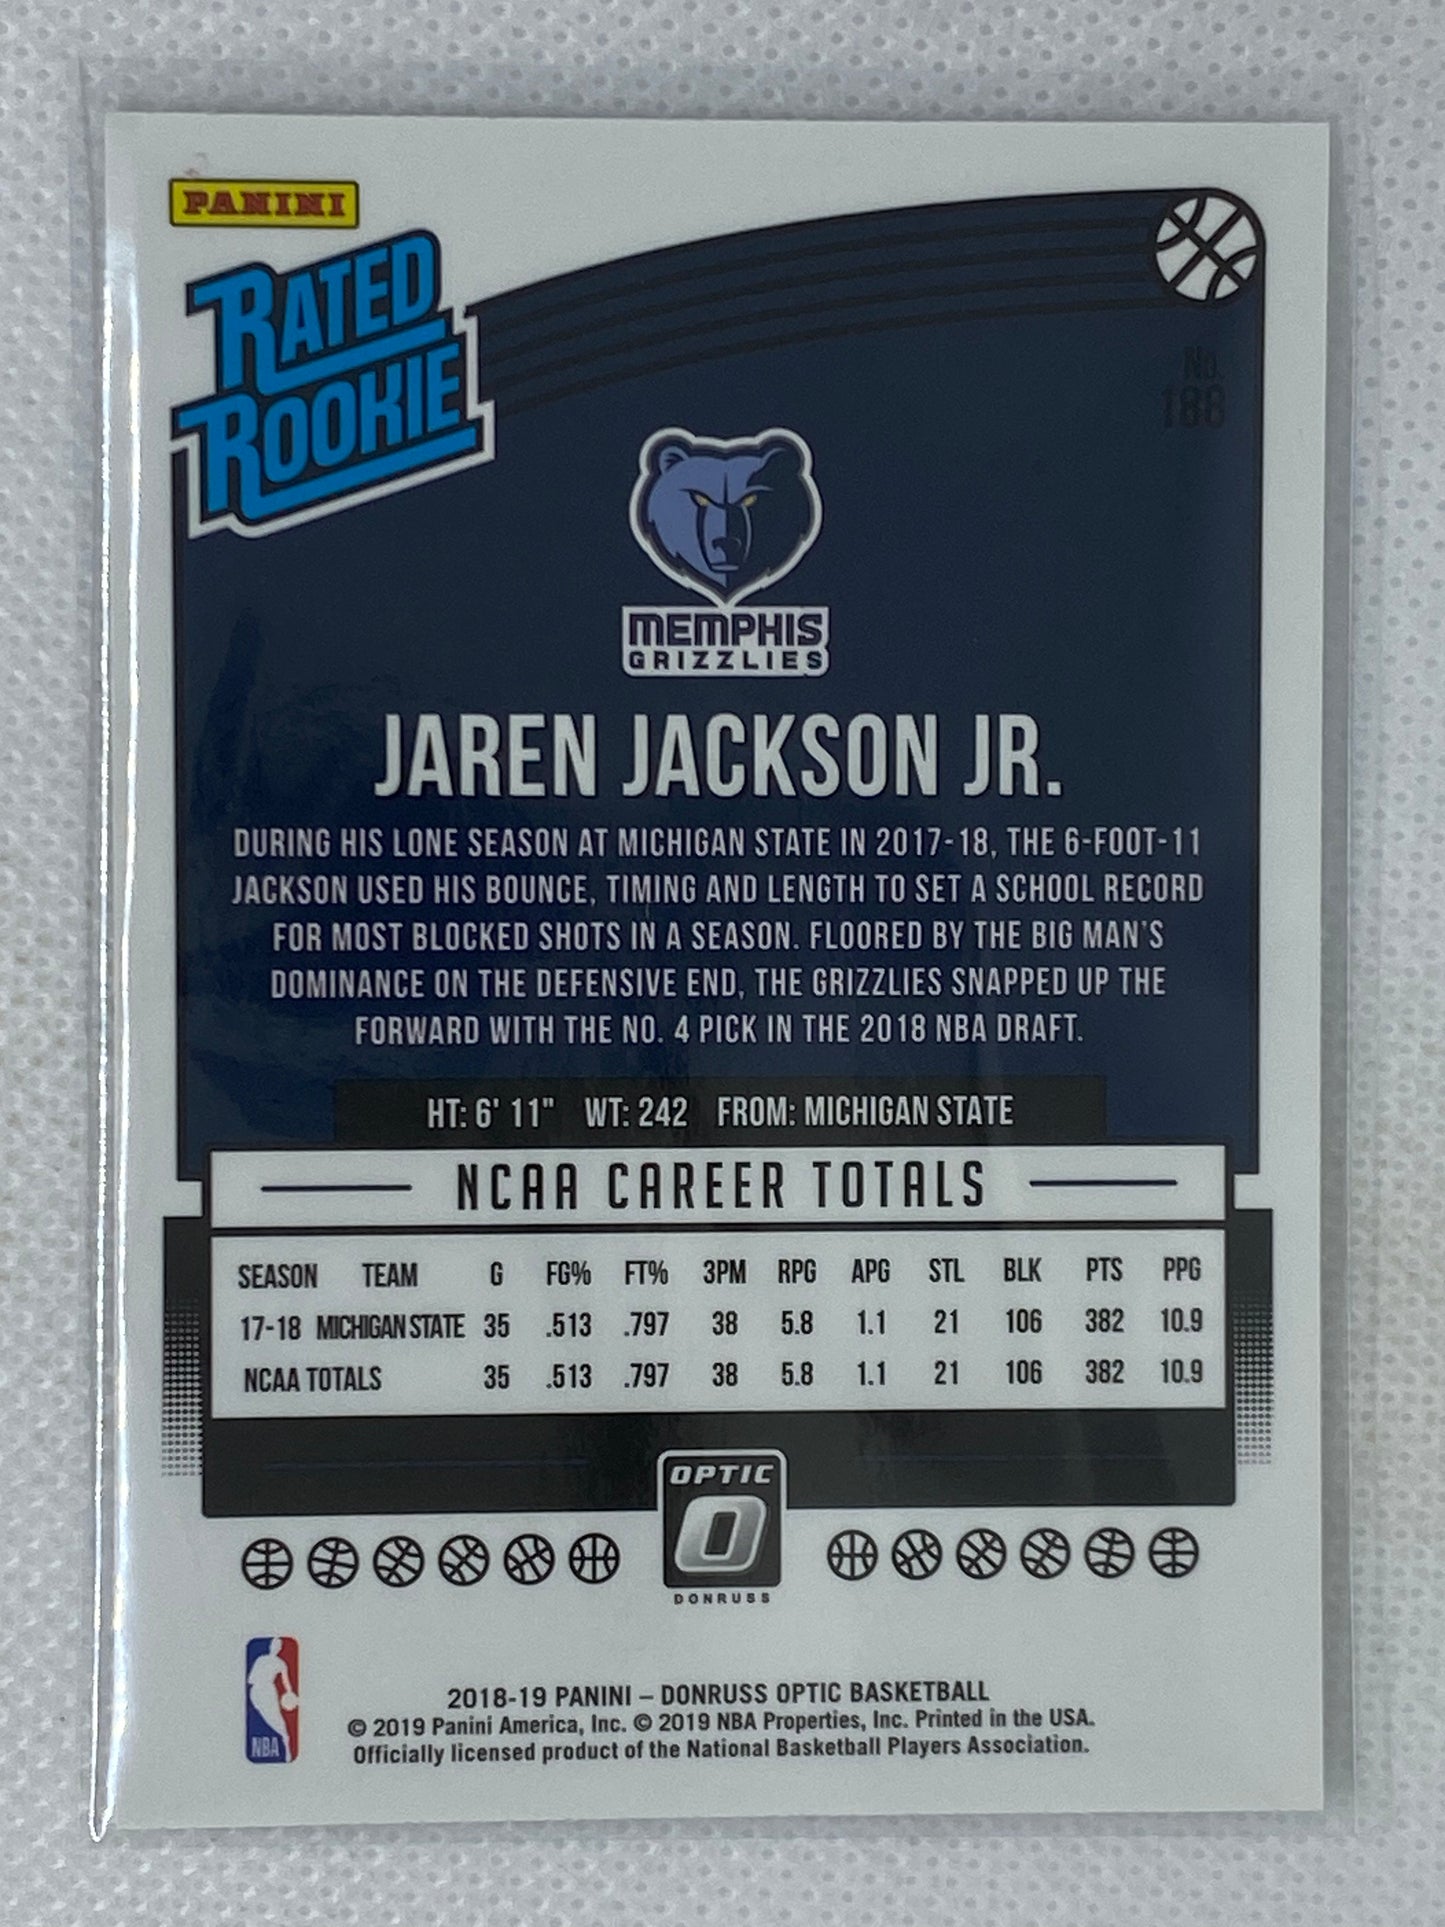 PANINI
RATED
ROOKIE
No.
188
MEMPHIS
GRIZZLIES
JAREN JACKSON JR.
DURING HIS LONE SEASON AT MICHIGAN STATE IN 2017-18, THE 6-FOOT-11
JACKSON USED HIS BOUNCE, TIMING AND LENGTH TO SET A SCHOOL RECORD
FOR MOST BLOCKED SHOTS IN A SEASON. FLOORED BY THE BIG MAN'S
DOMINANCE ON THE DEFENSIVE END, THE GRIZZLIES SNAPPED UP THE
FORWARD WITH THE NO. 4 PICK IN THE 2018 NBA DRAFT.
HT: 6' 11" WT: 242 FROM: MICHIGAN STATE
NCAA CAREER TOTALS
SEASON TEAM G FG% FT% 3PM RPG APG STL BLK PTS PPG
17-18 MICHIGAN STATE 35 .513 .797 38 5.8 1.1 21 106 382 10.9
NCAA TOTALS 35 .513 .797 38 5.8 1.1 21 106 382 10.9
OPTIC
O
DONRUSS
NBA
2018-19 PANINI – DONRUSS OPTIC BASKETBALL
© 2019 Panini America, Inc. © 2019 NBA Properties, Inc. Printed in the USA.
Officially licensed product of the National Basketball Players Association.